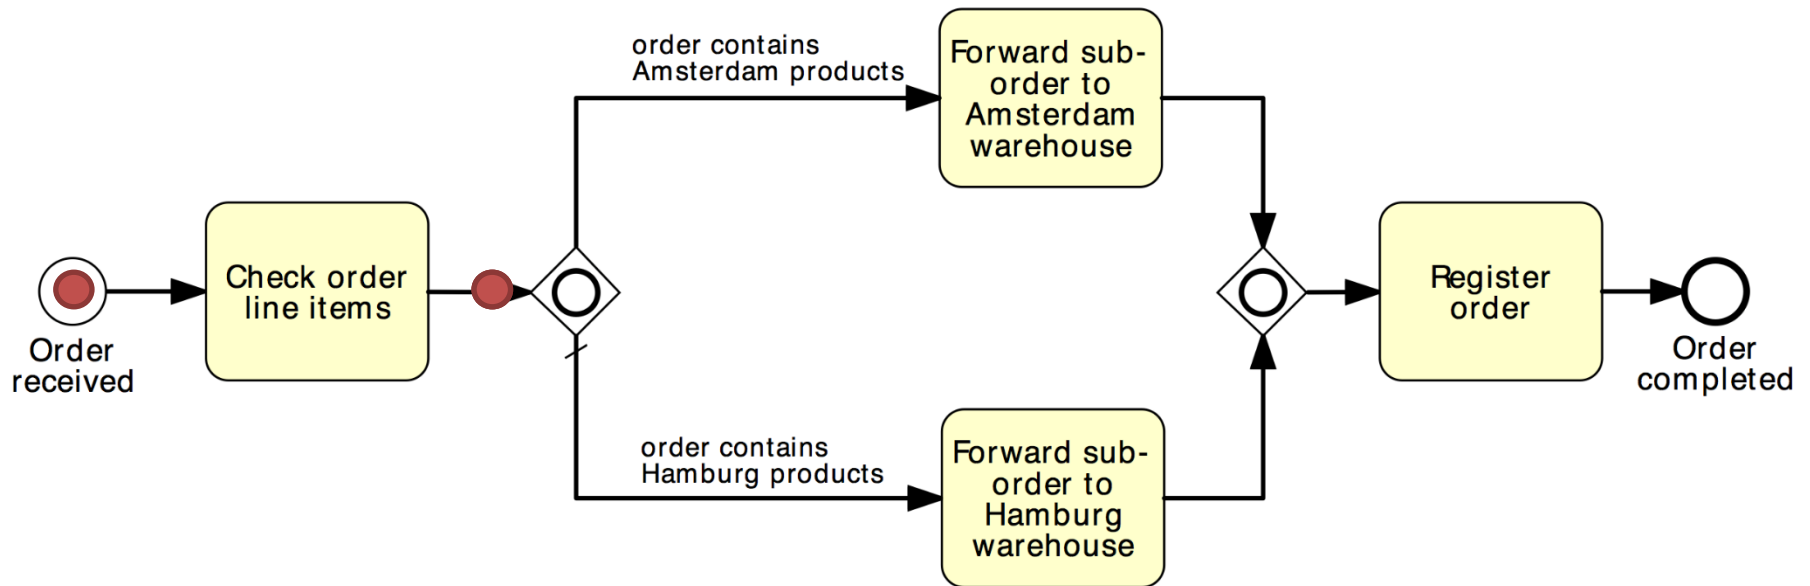 Order
received
Check order
line items
order contains
Amsterdam products
Forward sub-
order to
Amsterdam
warehouse
order contains
Hamburg products
Forward sub-
order to
Hamburg
warehouse
Register
order
Order
completed